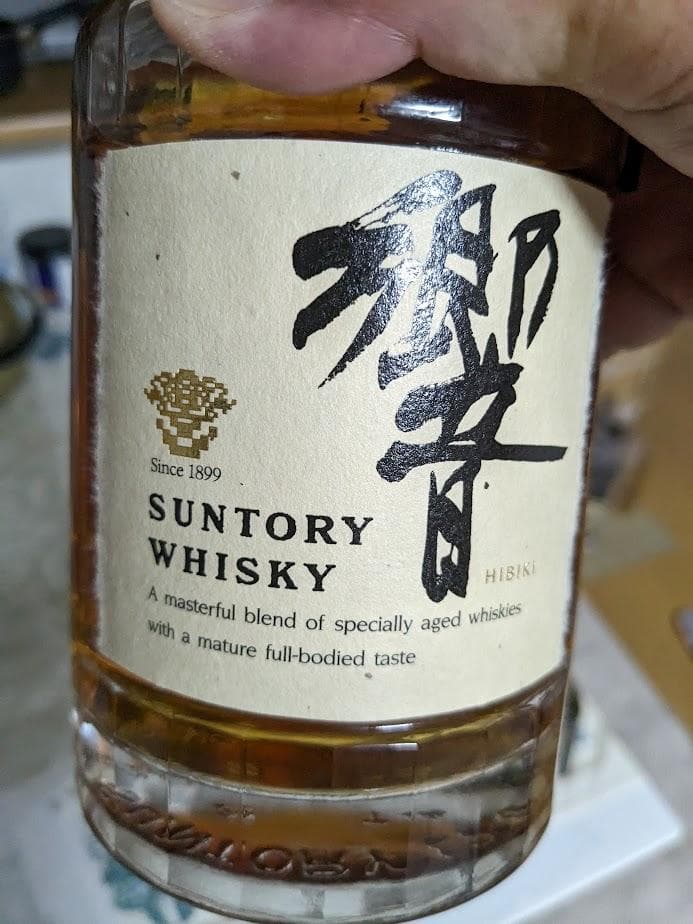 響
Since 1899
SUNTORY
WHISKY
HIBIKI
A masterful blend of specially aged whiskies
with a mature full-bodied taste